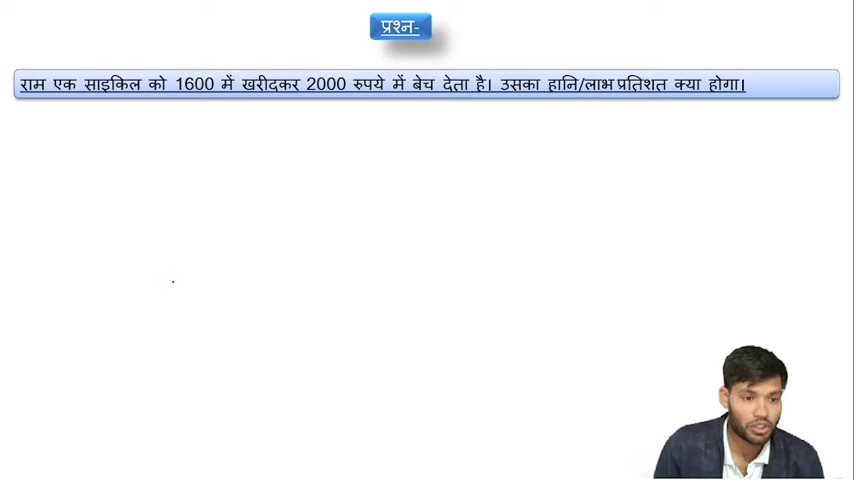 प्रश्न-
राम एक साइकिल को 1600 में खरीदकर 2000 रुपये में बेच देता है। उसका हानि/लाभ प्रतिशत क्या होगा।